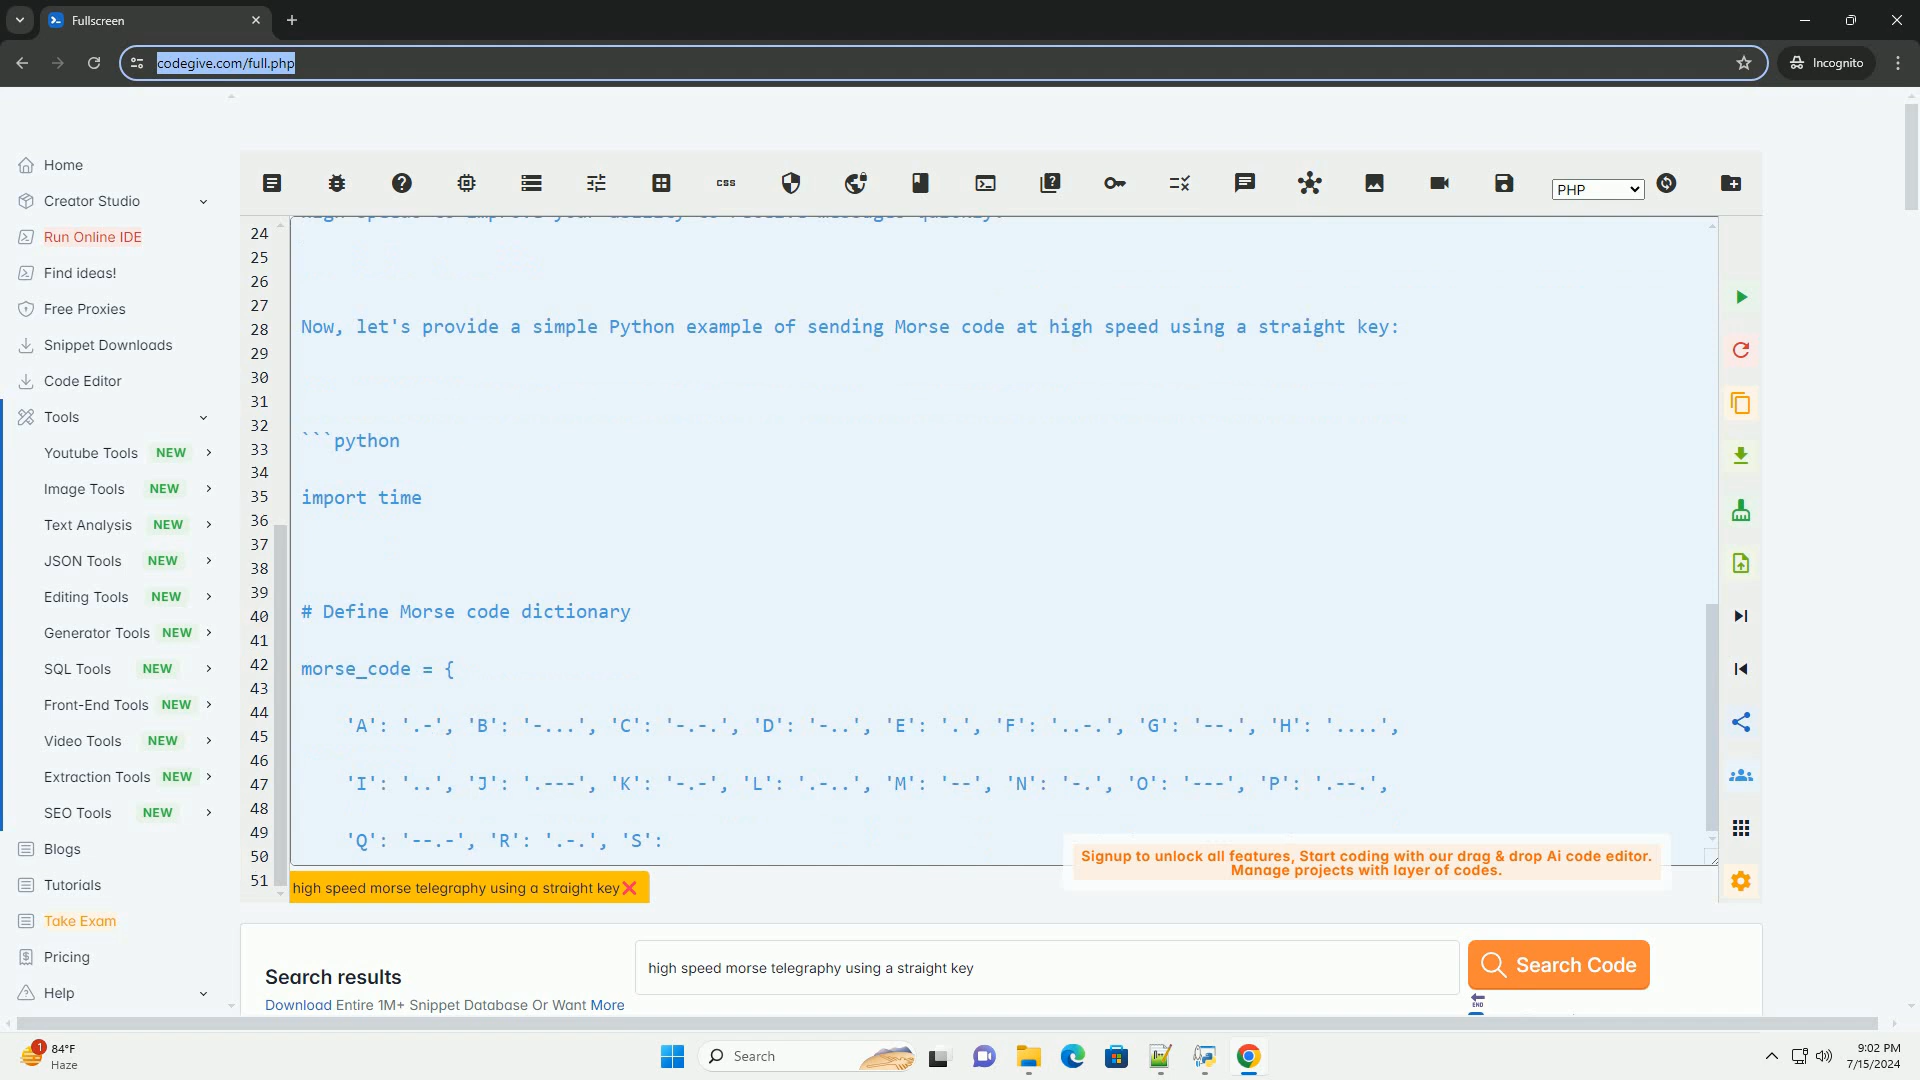 Fullscreen
codegive.com/full.php
Incognito
Home
Creator Studio
Run Online IDE
Find ideas!
Free Proxies
Snippet Downloads
Code Editor
Tools
Youtube Tools NEW
Image Tools NEW
Text Analysis NEW
JSON Tools NEW
Editing Tools NEW
Generator Tools NEW
SQL Tools NEW
Front-End Tools NEW
Video Tools NEW
Extraction Tools NEW
SEO Tools NEW
Blogs
Tutorials
Take Exam
Pricing
Help
css
PHP
24
25
26
27
28
29
30
31
32
33
34
35
36
37
38
39
40
41
42
43
44
45
46
47
48
49
50
51
Now, let's provide a simple Python example of sending Morse code at high speed using a straight key:
```python
import time
# Define Morse code dictionary
morse_code = {
'A': '.-', 'B': '-...', 'C': '-.-.', 'D': '-..', 'E': '.', 'F': '..-.', 'G': '--.', 'H': '....',
'I': '..', 'J': '.---', 'K': '-.-', 'L': '.-..', 'M': '--', 'N': '-.', 'O': '---', 'P': '.--.',
'Q': '--.-', 'R': '.-.', 'S':
Signup to unlock all features, Start coding with our drag & drop Ai code editor.
Manage projects with layer of codes.
high speed morse telegraphy using a straight key
Search results
Download Entire 1M+ Snippet Database Or Want More
high speed morse telegraphy using a straight key
Search Code
END
1
84°F
Haze
Search
9:02 PM
7/15/2024